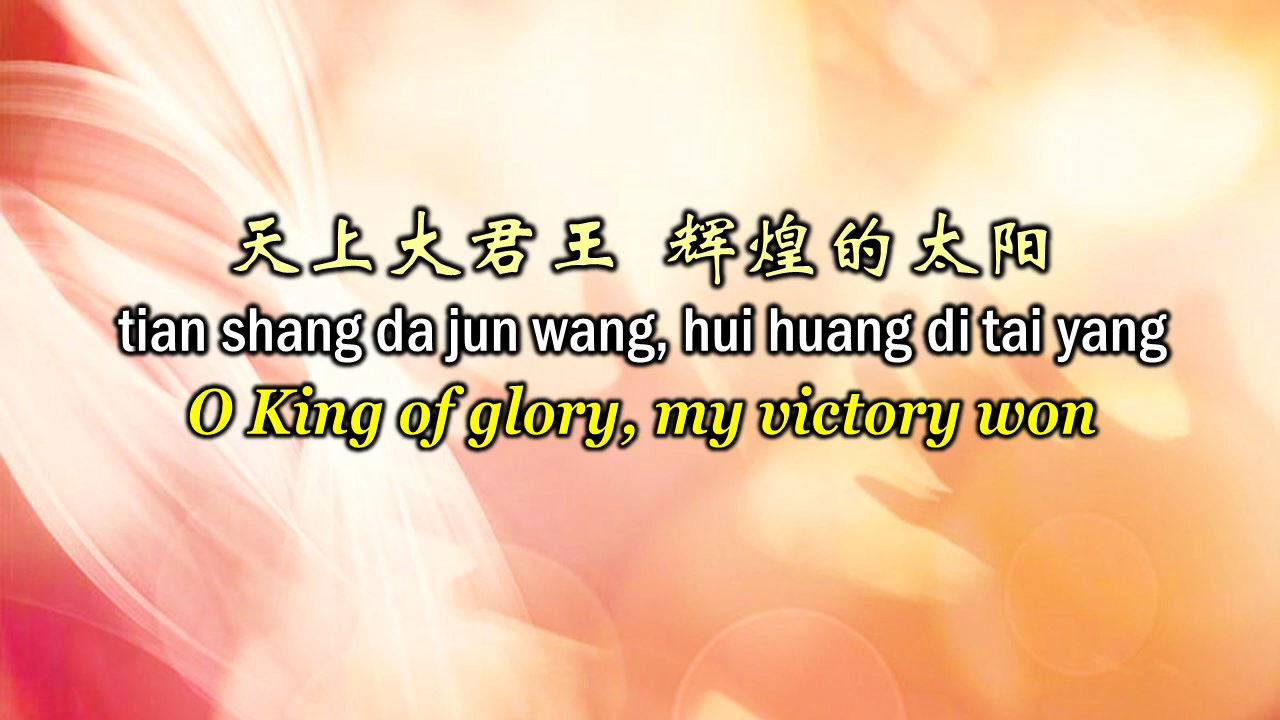 天上大君王 辉煌的太阳
tian shang da jun wang, hui huang di tai yang
O King of glory, my victory won